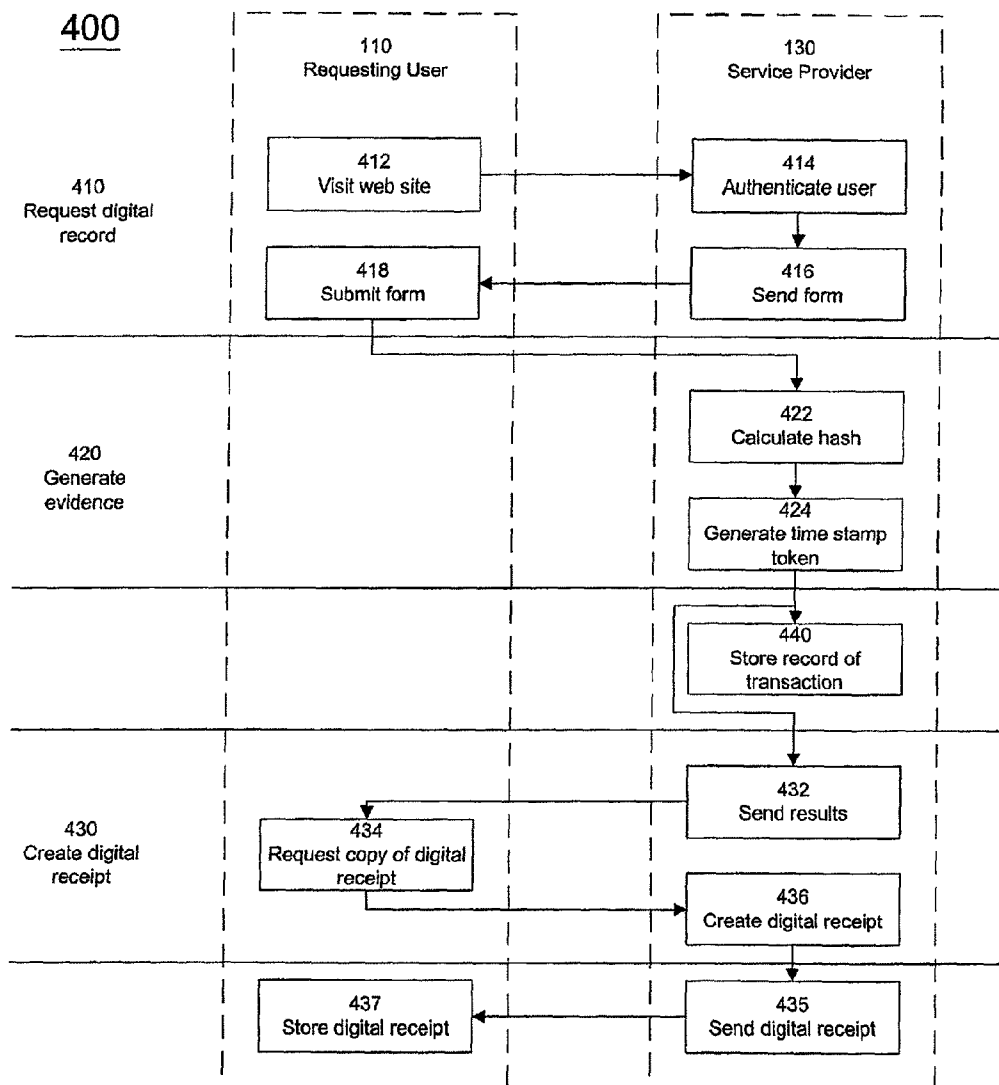 400
110
Requesting User
130
Service Provider
410
Request digital
record
412
Visit web site
414
Authenticate user
418
Submit form
416
Send form
420
Generate
evidence
422
Calculate hash
424
Generate time stamp
token
440
Store record of
transaction
430
Create digital
receipt
432
Send results
434
Request copy of digital
receipt
436
Create digital receipt
437
Store digital receipt
435
Send digital receipt